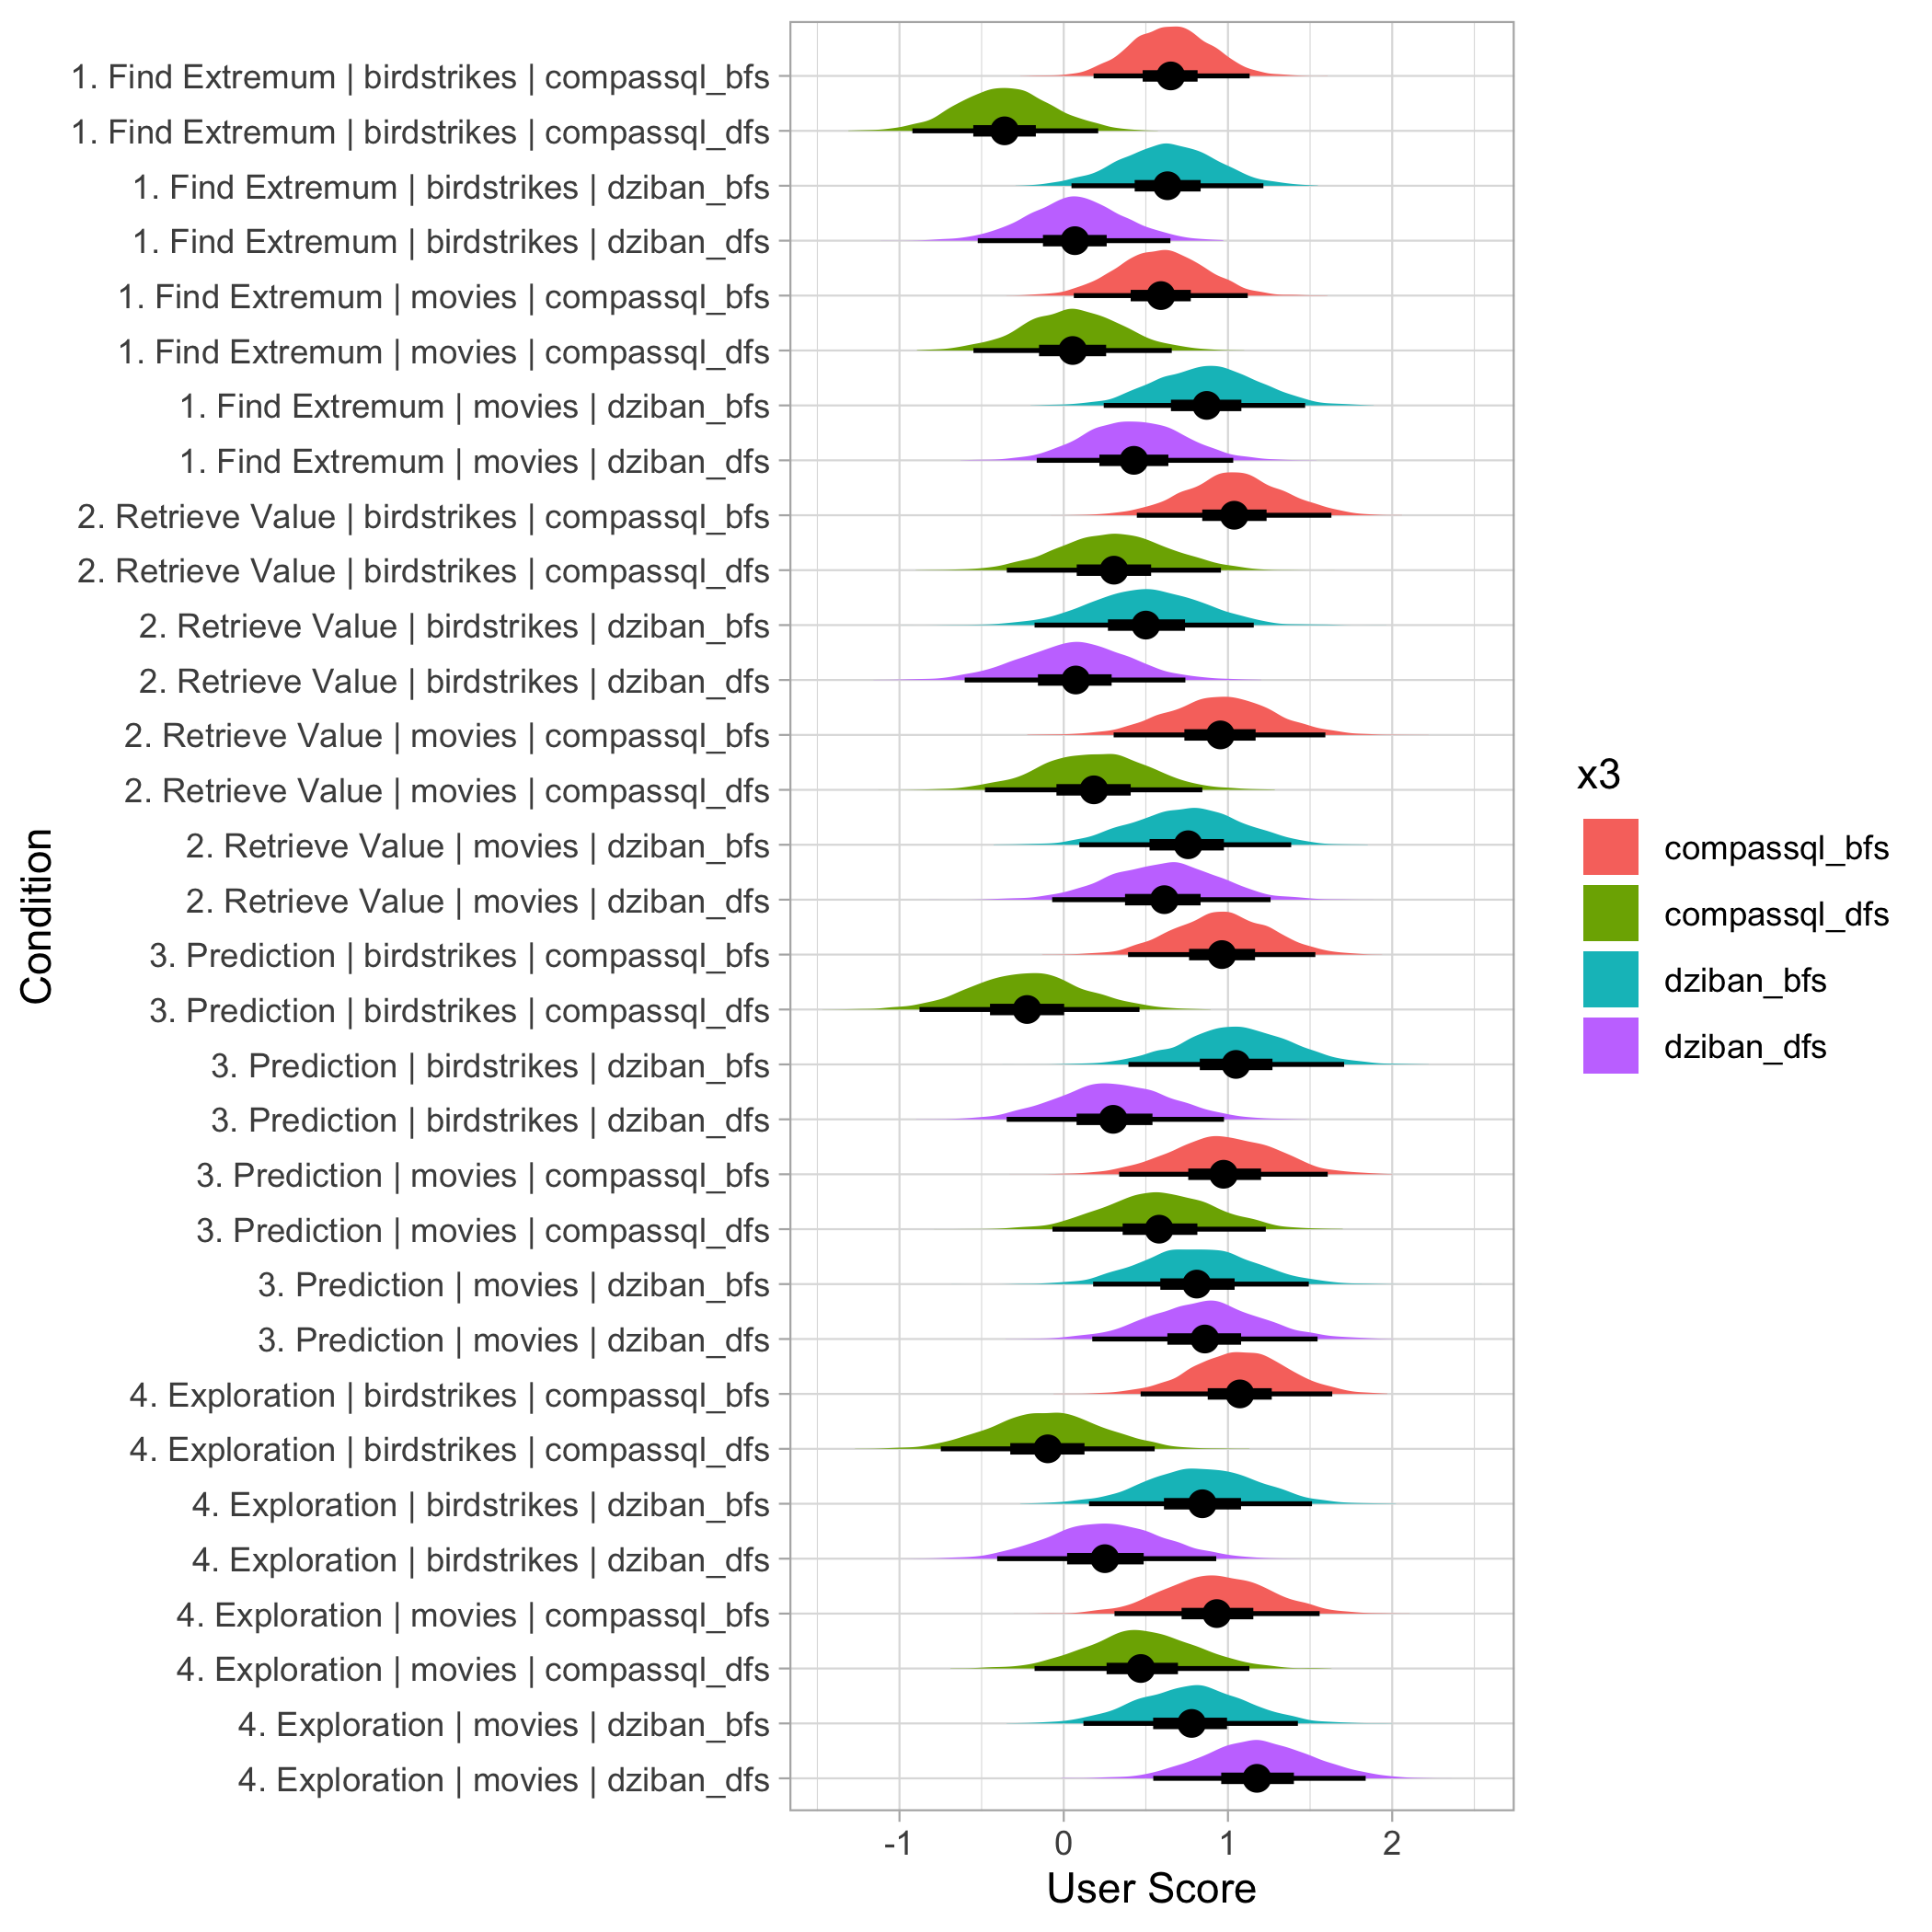 1. Find Extremum | birdstrikes | compassql_bfs
1. Find Extremum | birdstrikes | compassql_dfs
1. Find Extremum | birdstrikes | dziban_bfs
1. Find Extremum | birdstrikes | dziban_dfs
1. Find Extremum | movies | compassql_bfs
1. Find Extremum | movies | compassql_dfs
1. Find Extremum | movies | dziban_bfs
1. Find Extremum | movies | dziban_dfs
2. Retrieve Value | birdstrikes | compassql_bfs
2. Retrieve Value | birdstrikes | compassql_dfs
2. Retrieve Value | birdstrikes | dziban_bfs
2. Retrieve Value | birdstrikes | dziban_dfs
2. Retrieve Value | movies | compassql_bfs
2. Retrieve Value | movies | compassql_dfs
2. Retrieve Value | movies | dziban_bfs
2. Retrieve Value | movies | dziban_dfs
3. Prediction | birdstrikes | compassql_bfs
3. Prediction | birdstrikes | compassql_dfs
3. Prediction | birdstrikes | dziban_bfs
3. Prediction | birdstrikes | dziban_dfs
3. Prediction | movies | compassql_bfs
3. Prediction | movies | compassql_dfs
3. Prediction | movies | dziban_bfs
3. Prediction | movies | dziban_dfs
4. Exploration | birdstrikes | compassql_bfs
4. Exploration | birdstrikes | compassql_dfs
4. Exploration | birdstrikes | dziban_bfs
4. Exploration | birdstrikes | dziban_dfs
4. Exploration | movies | compassql_bfs
4. Exploration | movies | compassql_dfs
4. Exploration | movies | dziban_bfs
4. Exploration | movies | dziban_dfs
Condition
-1 0 1 2
User Score
x3
compassql_bfs
compassql_dfs
dziban_bfs
dziban_dfs